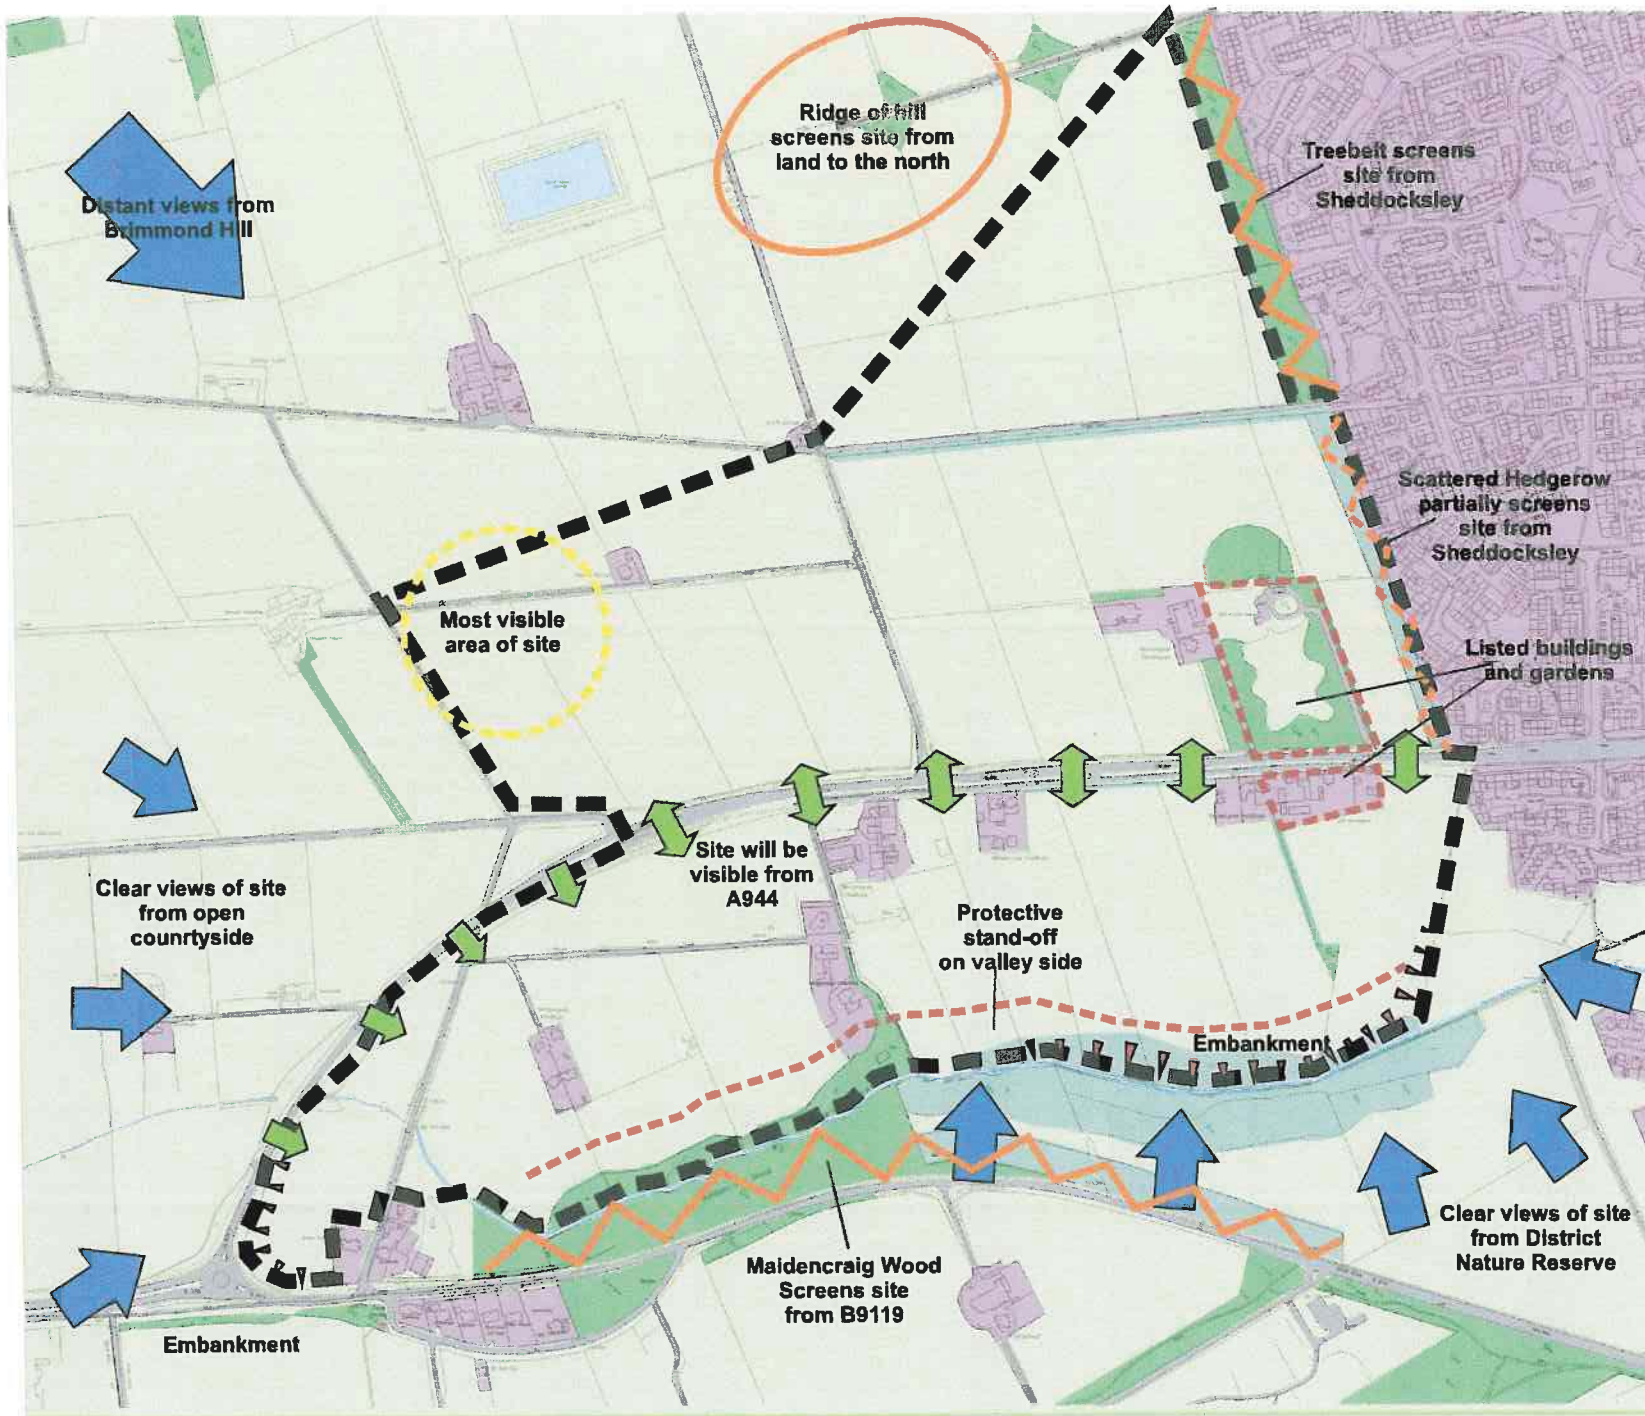 Ridge of hill
screens site from
land to the north
Treebelt screens
site from
Sheddocksley
Distant views from
Brimmond Hill
Scattered Hedgerow
partially screens
site from
Sheddocksley
Most visible
area of site
Listed buildings
and gardens
Site will be
visible from
A944
Clear views of site
from open
counrtyside
Protective
stand-off
on valley side
Embankment
Clear views of site
from District
Nature Reserve
Maidencraig Wood
Screens site
from B9119
Embankment